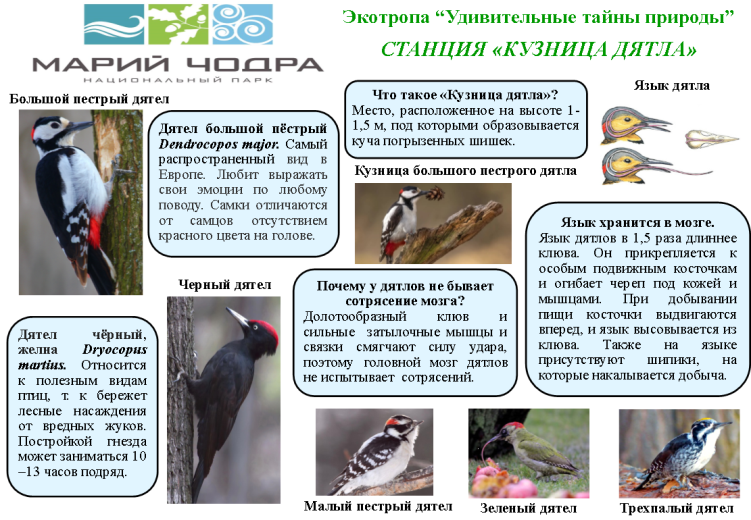 Экотропа “Удивительные тайны природы”
СТАНЦИЯ «КУЗНИЦА ДЯТЛА»
МАРИЙ ЧОДРА
НАЦИОНАЛЬНЫЙ ПАРК
Большой пестрый дятел
Дятел большой пёстрый
Dendrocopos major. Самый
распространенный вид в
Европе. Любит выражать
свои эмоции по любому
поводу. Самки отличаются
от самцов отсутствием
красного цвета на голове.
Что такое «Кузница дятла»?
Место, расположенное на высоте 1-
1,5 м, под которыми образовывается
куча погрызенных шишек.
Кузница большого пестрого дятла
Язык дятла
Язык хранится в мозге.
Язык дятлов в 1,5 раза длиннее
клюва. Он прикрепляется к
особым подвижным косточкам
и огибает череп под кожей и
мышцами. При добывании
пищи косточки выдвигаются
вперед, и язык высовывается из
клюва. Также на языке
присутствуют шипики, на
которые накалывается добыча.
Черный дятел
Дятел чёрный,
желна Dryocopus
martius. Относится
к полезным видам
птиц, т. к бережет
лесные насаждения
от вредных жуков.
Постройкой гнезда
может заниматься 10
–13 часов подряд.
Почему у дятлов не бывает
сотрясение мозга?
Долотообразный клюв и
сильные затылочные мышцы и
связки смягчают силу удара,
поэтому головной мозг дятлов
не испытывает сотрясений.
Малый пестрый дятел
Зеленый дятел
Трехпалый дятел